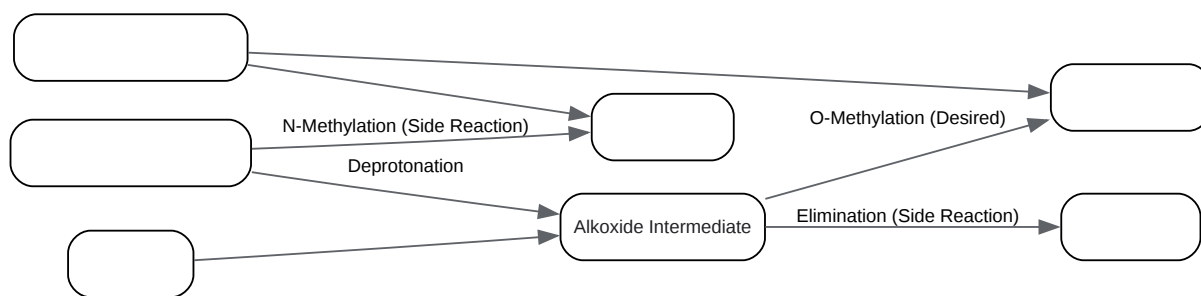 N-Methylation (Side Reaction)
O-Methylation (Desired)
Deprotonation
Alkoxide Intermediate
Elimination (Side Reaction)